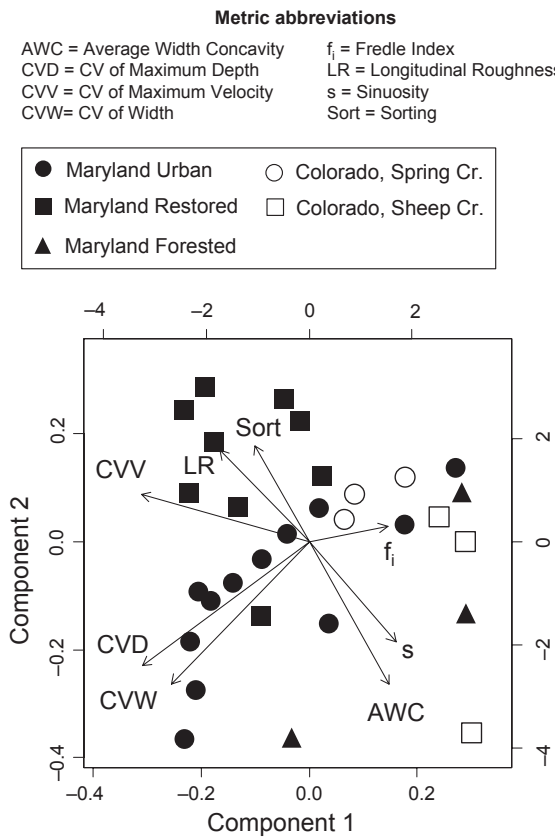 Metric abbreviations
AWC = Average Width Concavity
f_i = Fredle Index
CVD = CV of Maximum Depth
LR = Longitudinal Roughness
CVV = CV of Maximum Velocity
s = Sinuosity
CVW= CV of Width
Sort = Sorting
Maryland Urban
Colorado, Spring Cr.
Maryland Restored
Colorado, Sheep Cr.
Maryland Forested
−4 −2 0 2
Sort
LR
CVV
f_i
CVD
s
CVW
AWC
0.2
0.0
−0.2
−0.4
Component 2
2
0
−2
−4
−0.4 −0.2 0.0 0.2
Component 1